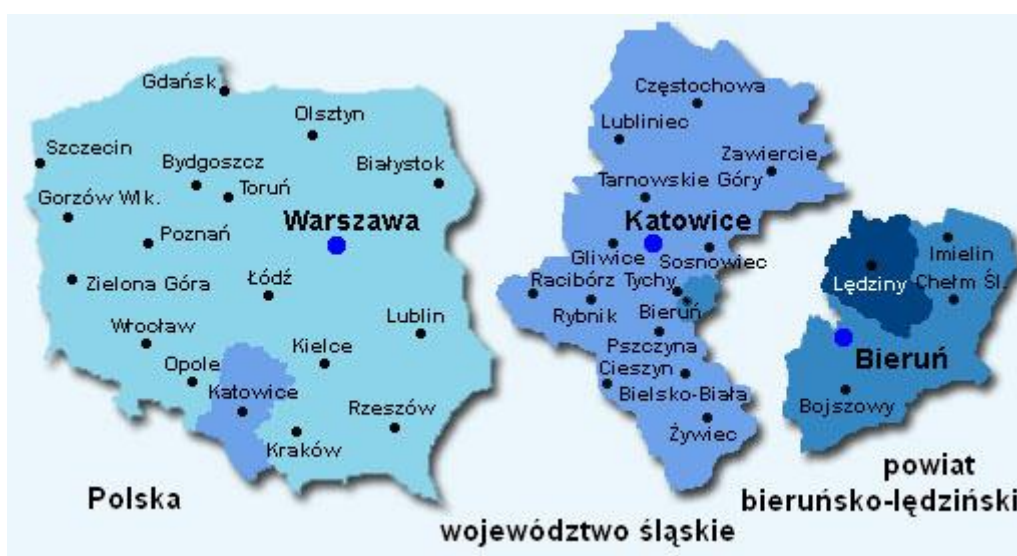 Gdańsk
Olsztyn
Szczecin
Bydgoszcz
Białystok
Gorzów Wlk.
Toruń
Warszawa
Poznań
Zielona Góra
Łódź
Wrocław
Lublin
Opole
Kielce
Katowice
Rzeszów
Kraków
Polska
Częstochowa
Lubliniec
Zawiercie
Tarnowskie Góry
Katowice
Gliwice
Sosnowiec
Racibórz
Tychy
Rybnik
Bieruń
Pszczyna
Cieszyn
Bielsko-Biała
Żywiec
województwo śląskie
Imielin
Lędziny
Chełm Śl.
Bieruń
Bojszowy
powiat
bieruńsko-lędziński